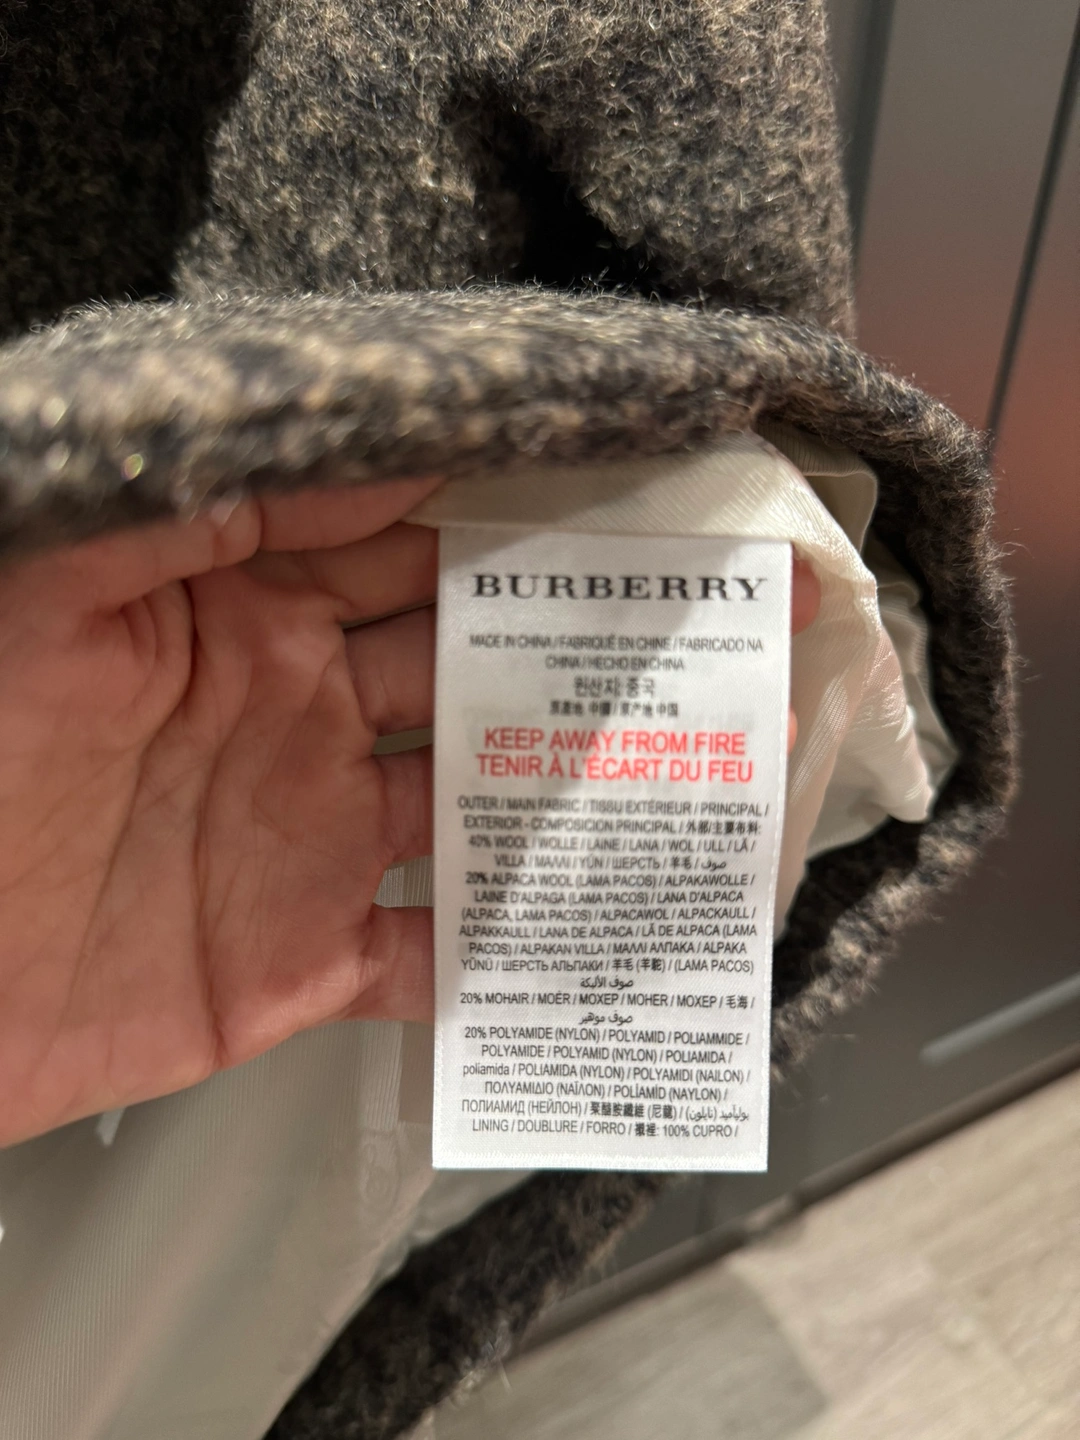 BURBERRY
MADE IN CHINA / FABRIQUÉ EN CHINE / FABRICADO NA
CHINA / HECHO EN CHINA
원산지: 중국
原產地 中國 / 原产地 中国
KEEP AWAY FROM FIRE
TENIR À L'ÉCART DU FEU
OUTER / MAIN FABRIC / TISSU EXTÉRIEUR / PRINCIPAL /
EXTERIOR - COMPOSICION PRINCIPAL / 外部/主要布料:
40% WOOL / WOLLE / LAINE / LANA / WOL / ULL / LÃ /
VILLA / ΜΑΛΛΙ / YÜN / ШЕРСТЬ / 羊毛 / صوف
20% ALPACA WOOL (LAMA PACOS) / ALPAKAWOLLE /
LAINE D'ALPAGA (LAMA PACOS) / LANA D'ALPACA
(ALPACA, LAMA PACOS) / ALPACAWOL / ALPACKAULL /
ALPAKKAULL / LANA DE ALPACA / LÃ DE ALPACA (LAMA
PACOS) / ALPAKAN VILLA / ΜΑΛΛΙ ΑΛΠΑΚΑ / ALPAKA
YÜNÜ / ШЕРСТЬ АЛЬПАКИ / 羊毛 (羊駝) / (LAMA PACOS)
صوف الألبكة
20% MOHAIR / MOÉR / MOXEP / MOHER / MOXEP / 毛海 /
صوف موهير
20% POLYAMIDE (NYLON) / POLYAMID / POLIAMMIDE /
POLYAMIDE / POLYAMID (NYLON) / POLIAMIDA /
poliamida / POLIAMIDA (NYLON) / POLYAMIDI (NAILON) /
ΠΟΛΥΑΜΙΔΙΟ (ΝΑΪΛΟΝ) / POLÍAMÍD (NAYLON) /
ПОЛИАМИД (НЕЙЛОН) / 聚醯胺纖維 (尼龍) / بوليأميد (نايلون)
LINING / DOUBLURE / FORRO / 襯裡: 100% CUPRO /